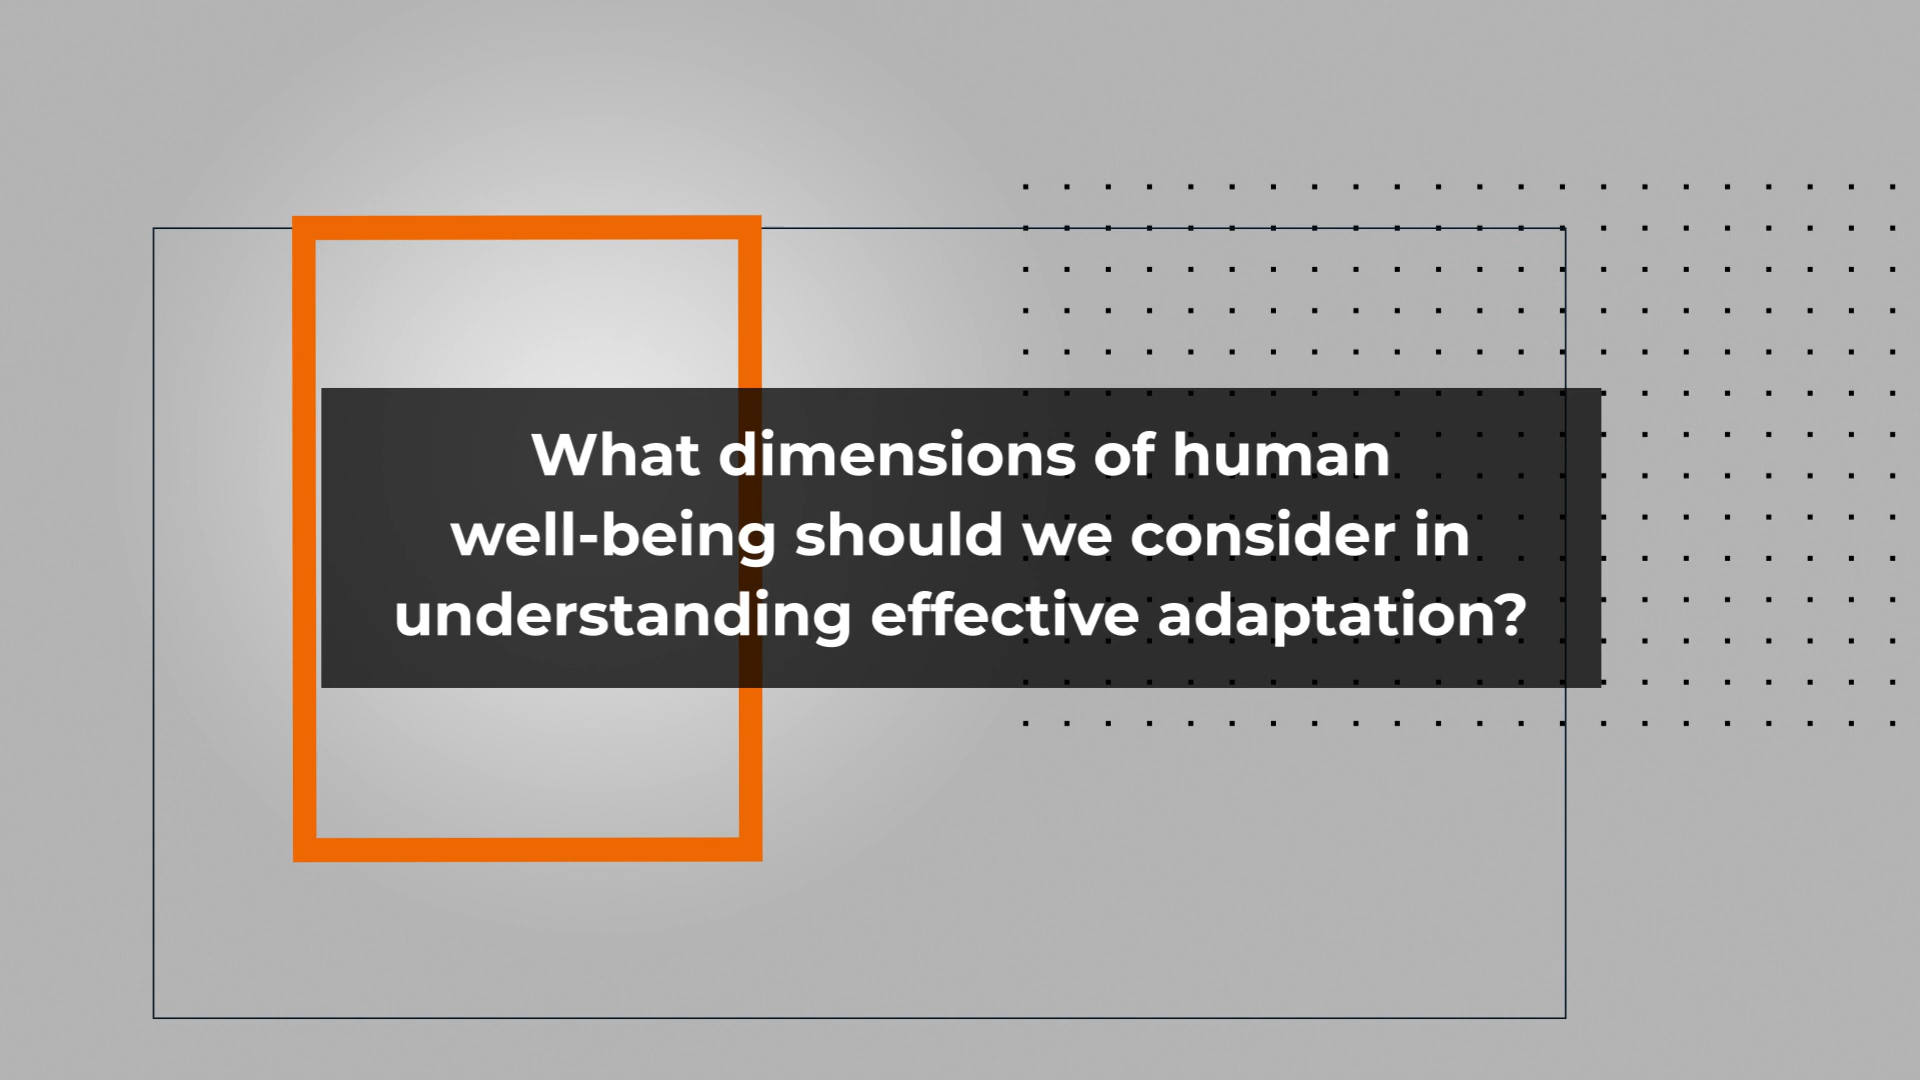 What dimensions of human
well-being should we consider in
understanding effective adaptation?